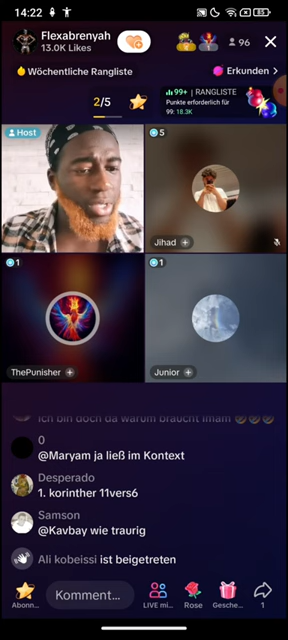 14:22
85
Flexabrenyah
13.0K Likes
96
Wöchentliche Rangliste
Erkunden >
2/5
99+ | RANGLISTE
Punkte erforderlich für
99: 18.3K
Host
5
Jihad +
1
ThePunisher +
1
Junior +
ich bin doch da warum braucht imam 🤣🤣🤣
0
@Maryam ja ließ im Kontext
Desperado
1. korinther 11vers6
Samson
@Kavbay wie traurig
Ali kobeissi ist beigetreten
Abonn...
Komment...
LIVE mi...
Rose
Gesche...
1